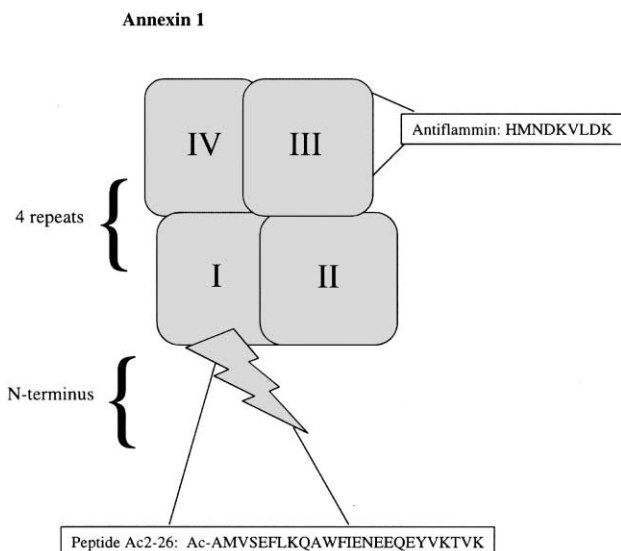 Annexin 1
IV
III
Antiflammin: HMNDKVLDK
4 repeats
I
II
N-terminus
Peptide Ac2-26: Ac-AMVSEFLKQAWFIENEEQEYVKTVK